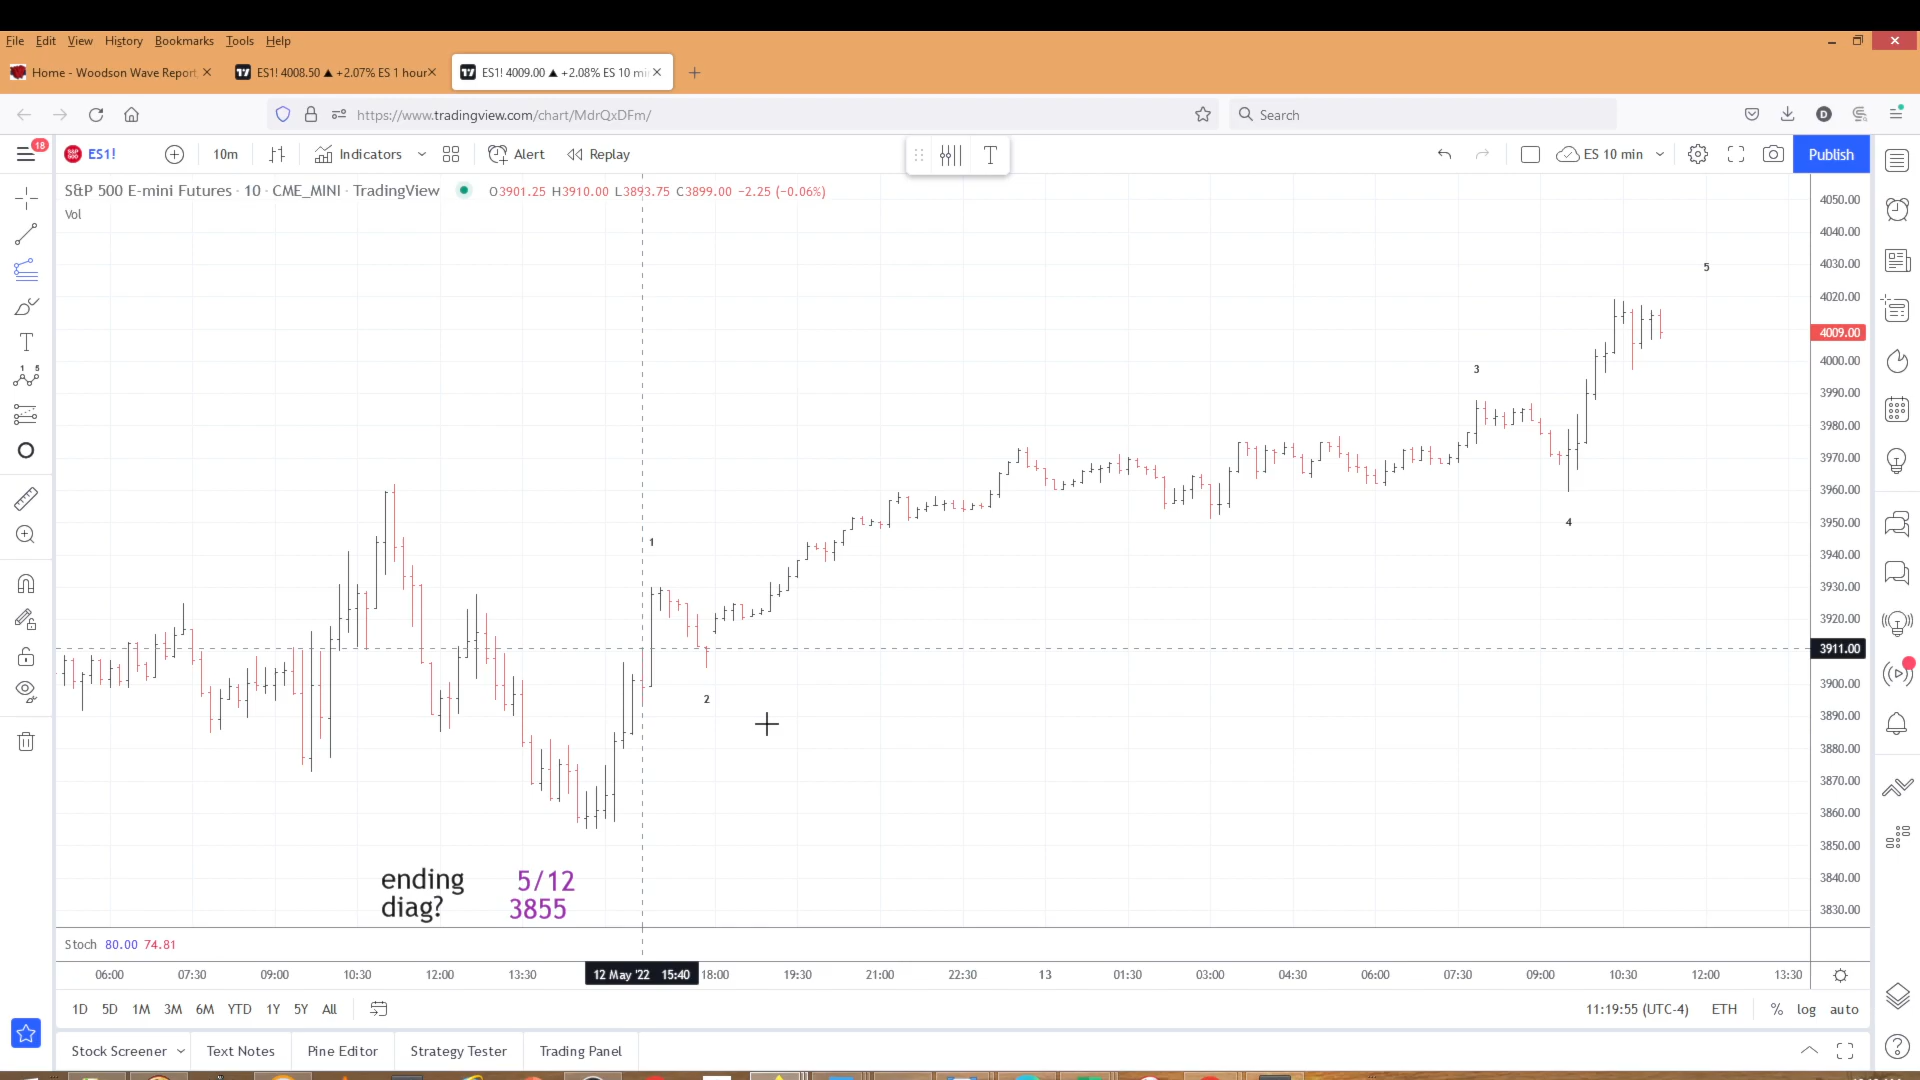 File Edit View History Bookmarks Tools Help
Home - Woodson Wave Report
ES1! 4008.50 ▲ +2.07% ES 1 hour
ES1! 4009.00 ▲ +2.08% ES 10 mi
https://www.tradingview.com/chart/MdrQxDFm/
Search
18
ES1! 10m Indicators Alert Replay T ES 10 min Publish
S&P 500 E-mini Futures · 10 · CME_MINI · TradingView O3901.25 H3910.00 L3893.75 C3899.00 -2.25 (-0.06%)
Vol
4050.00
4040.00
4030.00
4020.00
4009.00
4000.00
3990.00
3980.00
3970.00
3960.00
3950.00
3940.00
3930.00
3920.00
3911.00
3900.00
3890.00
3880.00
3870.00
3860.00
3850.00
3840.00
3830.00
5
3
4
1
2
ending
diag?
5/12
3855
Stoch 80.00 74.81
06:00 07:30 09:00 10:30 12:00 13:30 12 May '22 15:40 18:00 19:30 21:00 22:30 13 01:30 03:00 04:30 06:00 07:30 09:00 10:30 12:00 13:30
1D 5D 1M 3M 6M YTD 1Y 5Y All 11:19:55 (UTC-4) ETH % log auto
Stock Screener Text Notes Pine Editor Strategy Tester Trading Panel